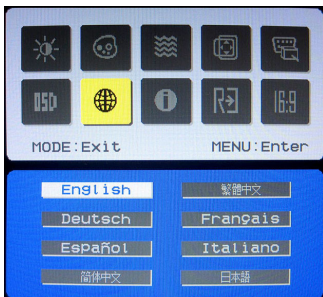 OSD
R
16:9
MODE:Exit MENU:Enter
English 繁體中文
Deutsch Français
Español Italiano
简体中文 日本語